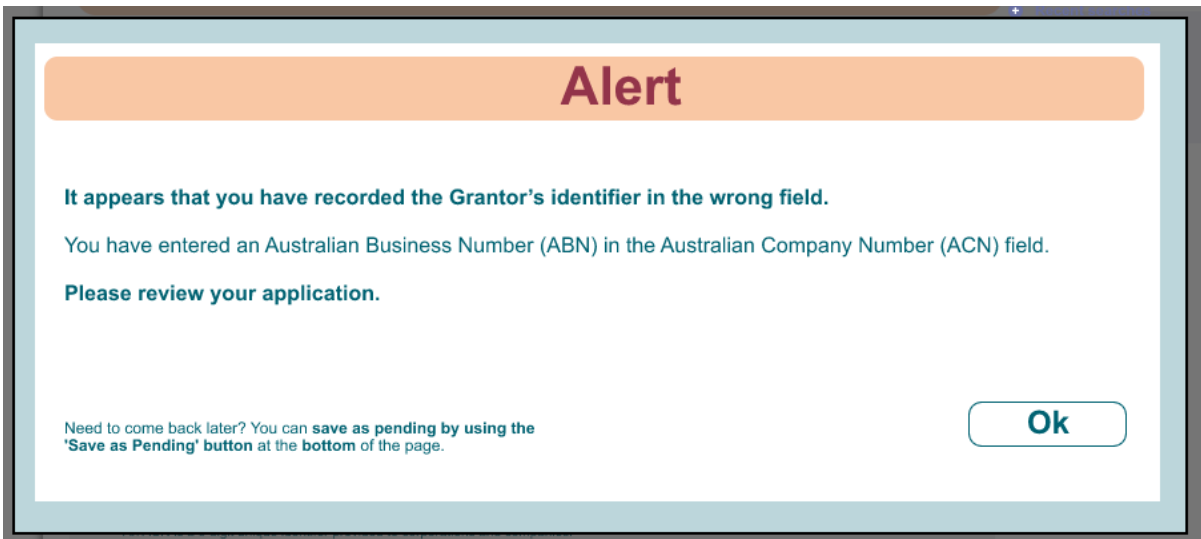 Alert
It appears that you have recorded the Grantor’s identifier in the wrong field.
You have entered an Australian Business Number (ABN) in the Australian Company Number (ACN) field.
Please review your application.
Need to come back later? You can save as pending by using the
'Save as Pending' button at the bottom of the page.
Ok